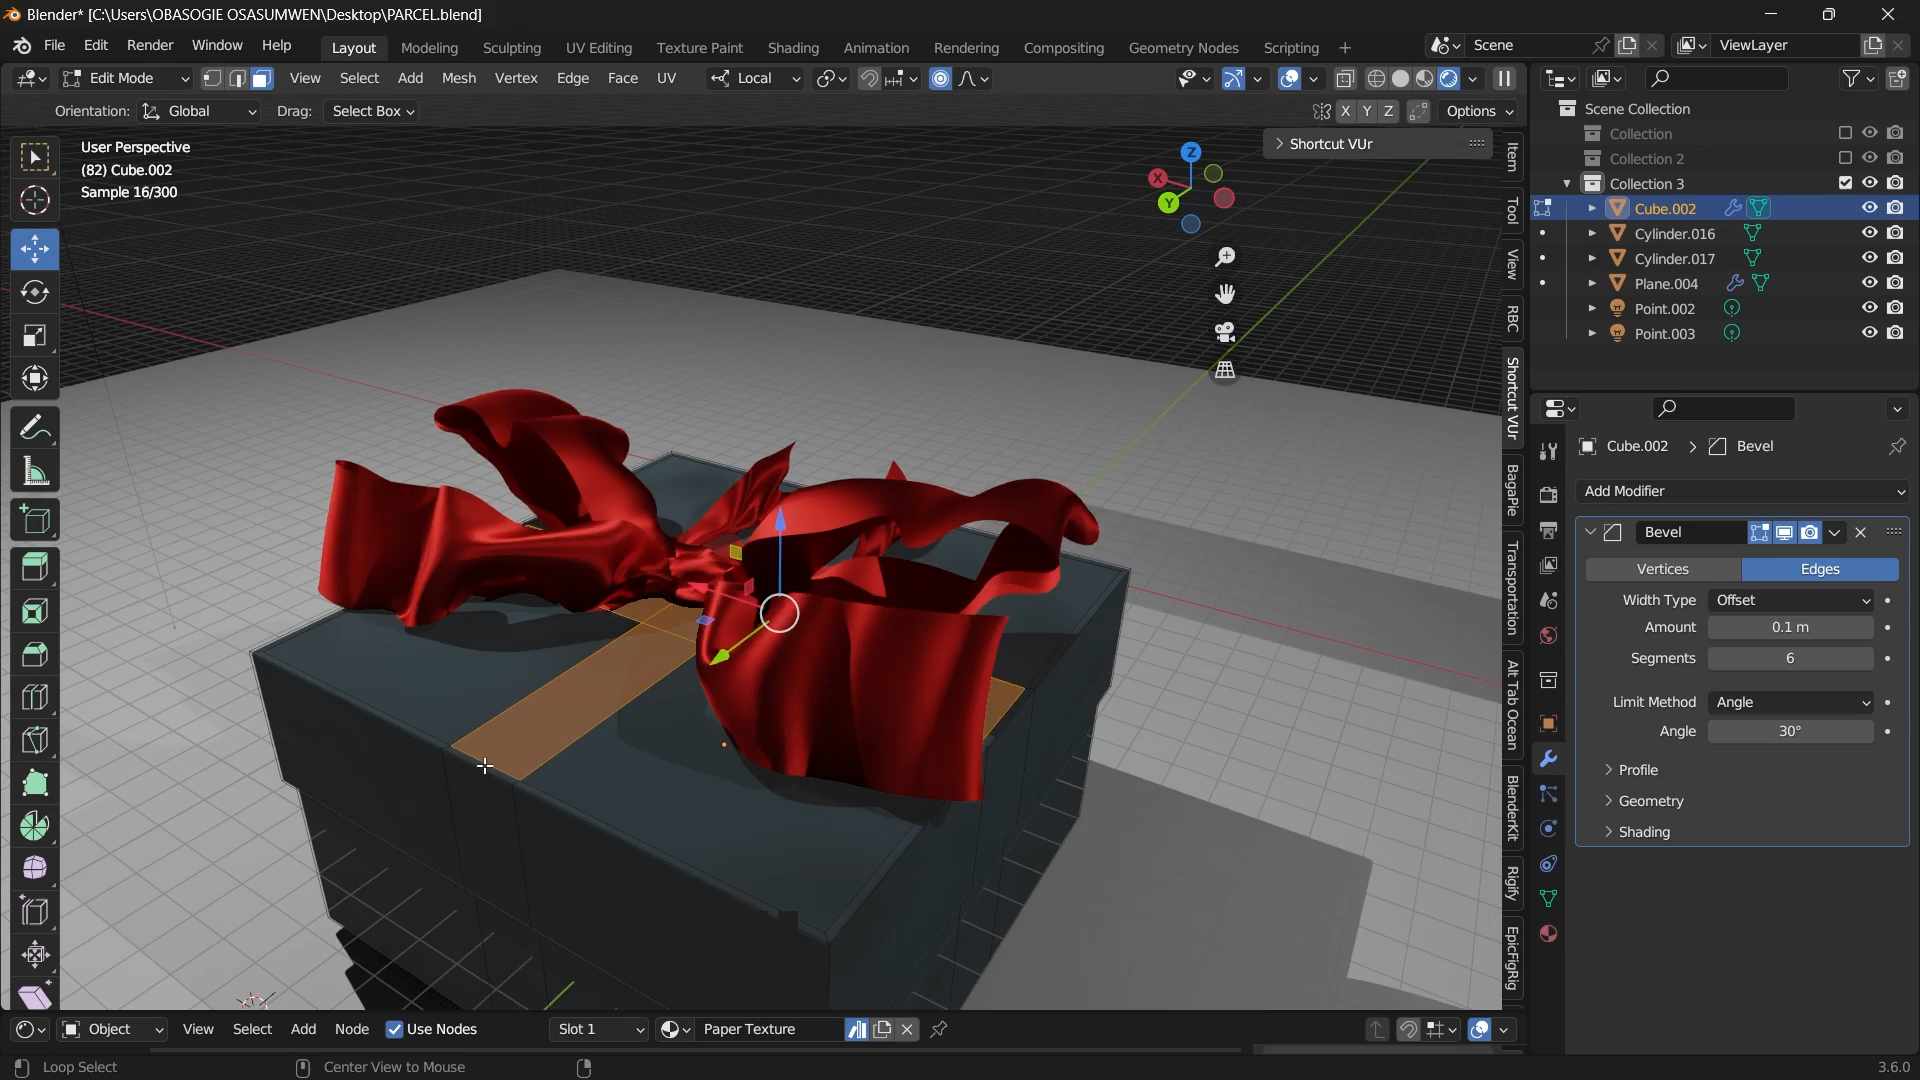 Blender* [C:\Users\OBASOGIE OSASUMWEN\Desktop\PARCEL.blend]
File Edit Render Window Help Layout Modeling Sculpting UV Editing Texture Paint Shading Animation Rendering Compositing Geometry Nodes Scripting + Scene ViewLayer
Edit Mode View Select Add Mesh Vertex Edge Face UV Local
Orientation: Global Drag: Select Box X Y Z Options
User Perspective
(82) Cube.002
Sample 16/300
Shortcut VUr
Z
X
Y
Item
Tool
View
RBC
Shortcut VUr
BagaPie
Transportation
Alt Tab Ocean
BlenderKit
Rigify
EpicFigRig
Scene Collection
Collection
Collection 2
Collection 3
Cube.002
Cylinder.016
Cylinder.017
Plane.004
Point.002
Point.003
Cube.002 > Bevel
Add Modifier
Bevel
Vertices Edges
Width Type Offset
Amount 0.1 m
Segments 6
Limit Method Angle
Angle 30°
Profile
Geometry
Shading
Object View Select Add Node Use Nodes Slot 1 Paper Texture
Loop Select Center View to Mouse 3.6.0